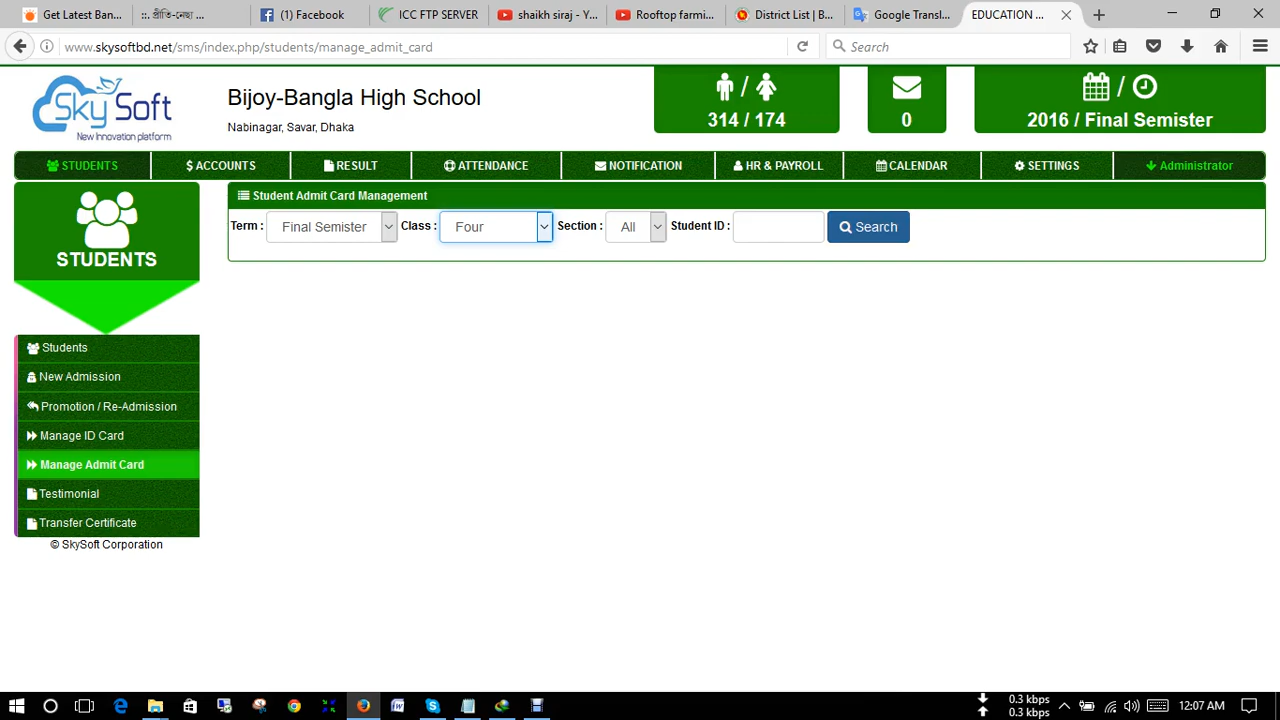 Get Latest Ban...
::. প্রীতি-নেছা ...
(1) Facebook
ICC FTP SERVER
shaikh siraj - Y...
Rooftop farmi...
District List | B...
Google Transl...
EDUCATION ...
www.skysoftbd.net/sms/index.php/students/manage_admit_card
Search
Sky Soft
New Innovation platform
Bijoy-Bangla High School
Nabinagar, Savar, Dhaka
/
314 / 174
0
/
2016 / Final Semister
STUDENTS
$ ACCOUNTS
RESULT
ATTENDANCE
NOTIFICATION
HR & PAYROLL
CALENDAR
SETTINGS
Administrator
STUDENTS
Students
New Admission
Promotion / Re-Admission
Manage ID Card
Manage Admit Card
Testimonial
Transfer Certificate
© SkySoft Corporation
Student Admit Card Management
Term : Final Semister Class : Four Section : All Student ID : Search
0.3 kbps
0.3 kbps
12:07 AM